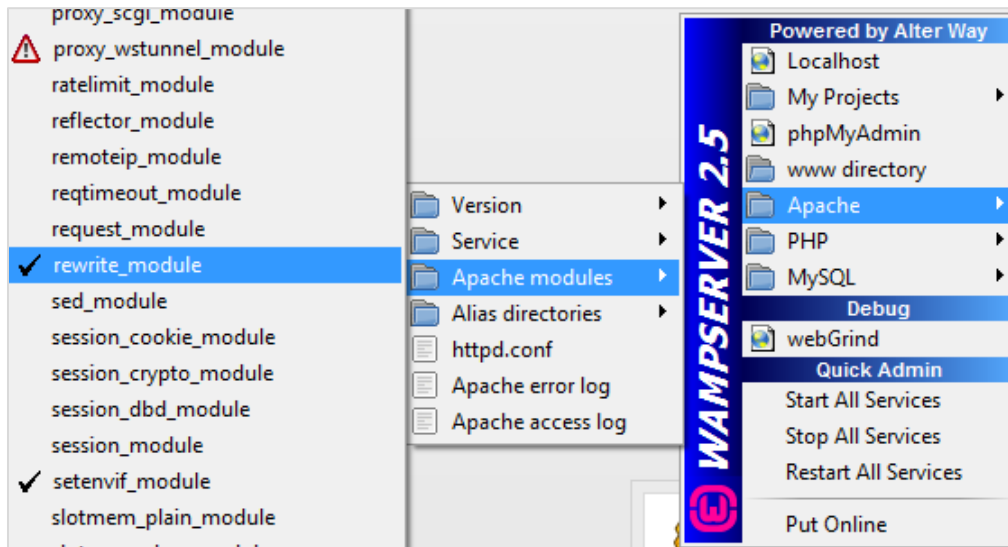 proxy_scgi_module
proxy_wstunnel_module
ratelimit_module
reflector_module
remoteip_module
reqtimeout_module
request_module
rewrite_module
sed_module
session_cookie_module
session_crypto_module
session_dbd_module
session_module
setenvif_module
slotmem_plain_module
Version
Service
Apache modules
Alias directories
httpd.conf
Apache error log
Apache access log
WAMPSERVER 2.5
Powered by Alter Way
Localhost
My Projects
phpMyAdmin
www directory
Apache
PHP
MySQL
Debug
webGrind
Quick Admin
Start All Services
Stop All Services
Restart All Services
Put Online